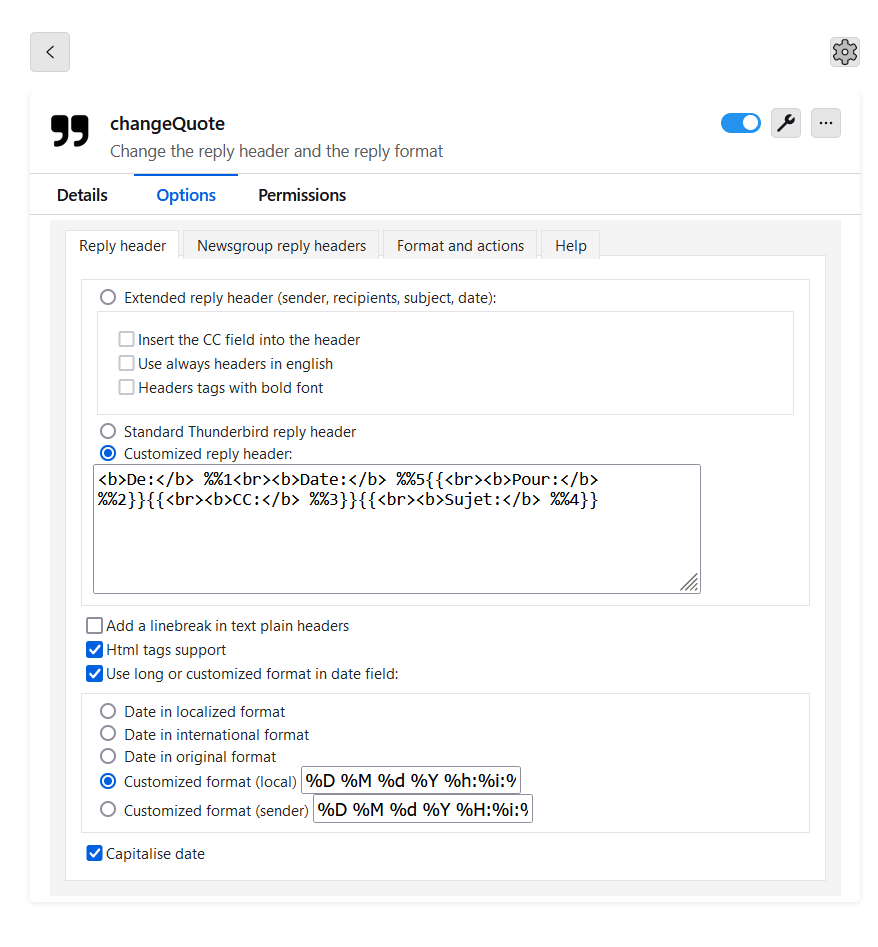 changeQuote
Change the reply header and the reply format
Details Options Permissions
Reply header Newsgroup reply headers Format and actions Help
Extended reply header (sender, recipients, subject, date):
Insert the CC field into the header
Use always headers in english
Headers tags with bold font
Standard Thunderbird reply header
Customized reply header:
<b>De:</b> %%1<br><b>Date:</b> %%5{{<br><b>Pour:</b>
%%2}}{{<br><b>CC:</b> %%3}}{{<br><b>Sujet:</b> %%4}}
Add a linebreak in text plain headers
Html tags support
Use long or customized format in date field:
Date in localized format
Date in international format
Date in original format
Customized format (local) %D %M %d %Y %h:%i:%
Customized format (sender) %D %M %d %Y %H:%i:%
Capitalise date